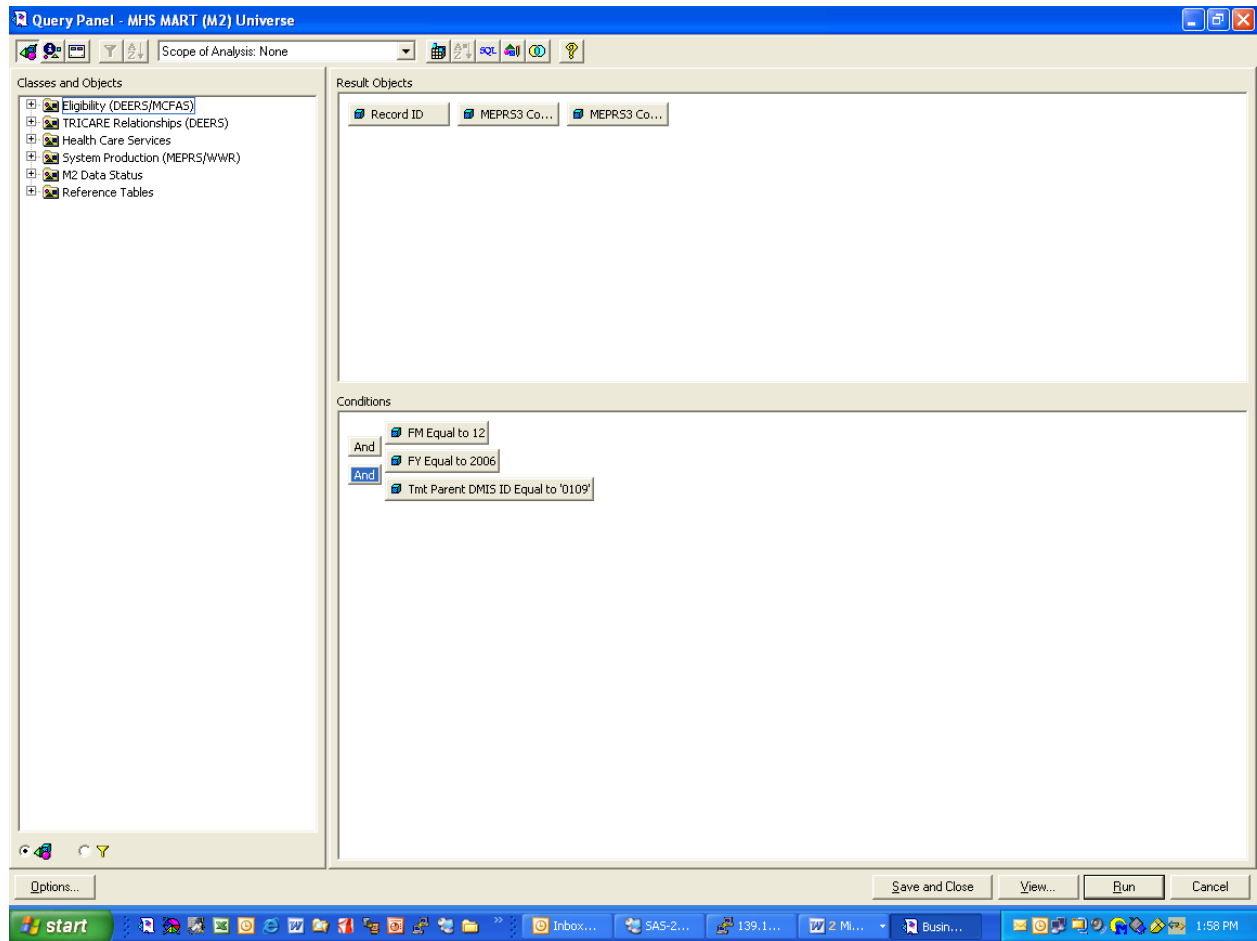 Query Panel - MHS MART (M2) Universe
Scope of Analysis: None
SQL
Classes and Objects
Eligibility (DEERS/MCFAS)
TRICARE Relationships (DEERS)
Health Care Services
System Production (MEPRS/WWR)
M2 Data Status
Reference Tables
Result Objects
Record ID MEPRS3 Co... MEPRS3 Co...
Conditions
And
And
FM Equal to 12
FY Equal to 2006
Tmt Parent DMIS ID Equal to '0109'
Options... Save and Close View... Run Cancel
start Inbox... SAS-2... 139.1... 2 Mi... Busin... 1:58 PM